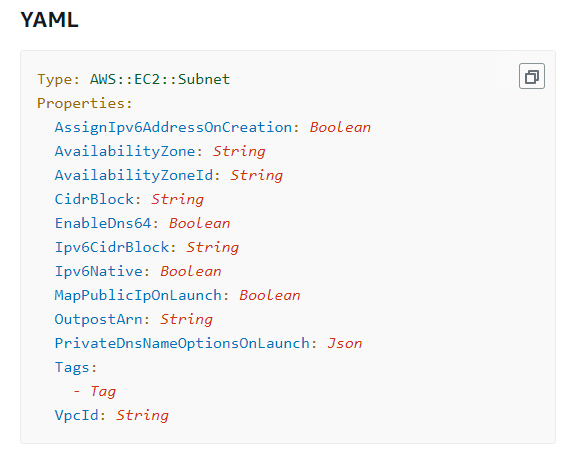 YAML
Type: AWS::EC2::Subnet
Properties:
  AssignIpv6AddressOnCreation: Boolean
  AvailabilityZone: String
  AvailabilityZoneId: String
  CidrBlock: String
  EnableDns64: Boolean
  Ipv6CidrBlock: String
  Ipv6Native: Boolean
  MapPublicIpOnLaunch: Boolean
  OutpostArn: String
  PrivateDnsNameOptionsOnLaunch: Json
  Tags:
    - Tag
  VpcId: String